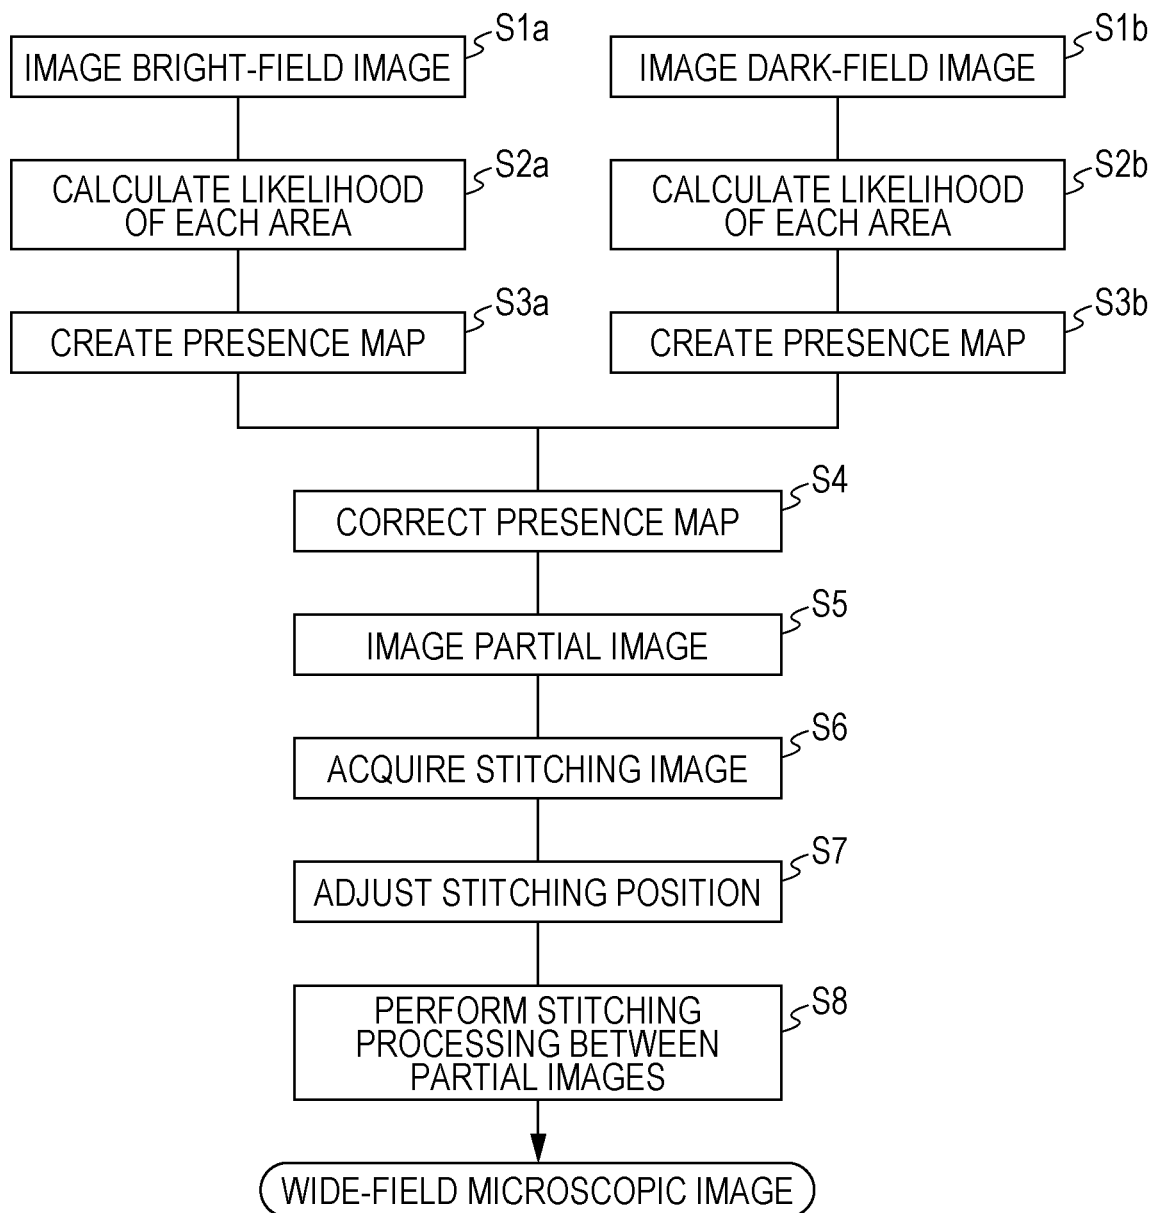 S1a
IMAGE BRIGHT-FIELD IMAGE
S1b
IMAGE DARK-FIELD IMAGE
S2a
CALCULATE LIKELIHOOD
OF EACH AREA
S2b
CALCULATE LIKELIHOOD
OF EACH AREA
S3a
CREATE PRESENCE MAP
S3b
CREATE PRESENCE MAP
S4
CORRECT PRESENCE MAP
S5
IMAGE PARTIAL IMAGE
S6
ACQUIRE STITCHING IMAGE
S7
ADJUST STITCHING POSITION
S8
PERFORM STITCHING
PROCESSING BETWEEN
PARTIAL IMAGES
WIDE-FIELD MICROSCOPIC IMAGE